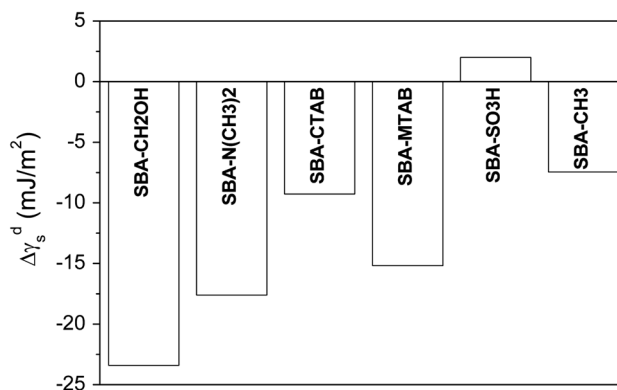 5
0
-5
-10
-15
-20
-25
Δγₛᵈ (mJ/m²)
SBA-CH2OH
SBA-N(CH3)2
SBA-CTAB
SBA-MTAB
SBA-SO3H
SBA-CH3